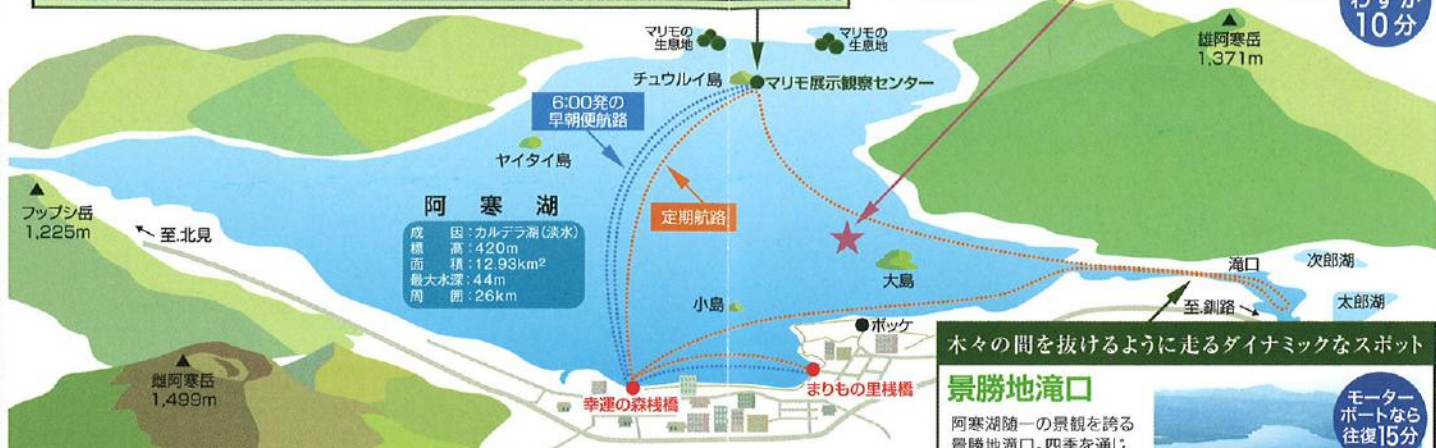 わずか
10分
マリモの
生息地
マリモの
生息地
▲
雄阿寒岳
1,371m
チュウルイ島
マリモ展示観察センター
6:00発の
早朝便航路
ヤイタイ島
▲
フップシ岳
1,225m
←至.北見
阿寒湖
成因:カルデラ湖(淡水)
標高:420m
面積:12.93km²
最大水深:44m
周囲:26km
定期航路
★
大島
小島
滝口
次郎湖
太郎湖
至.釧路→
ボッケ
▲
雌阿寒岳
1,499m
幸運の森桟橋
まりもの里桟橋
木々の間を抜けるように走るダイナミックなスポット
景勝地滝口
阿寒湖随一の景観を誇る
景勝地滝口。四季を通じ
モーター
ボートなら
往復15分